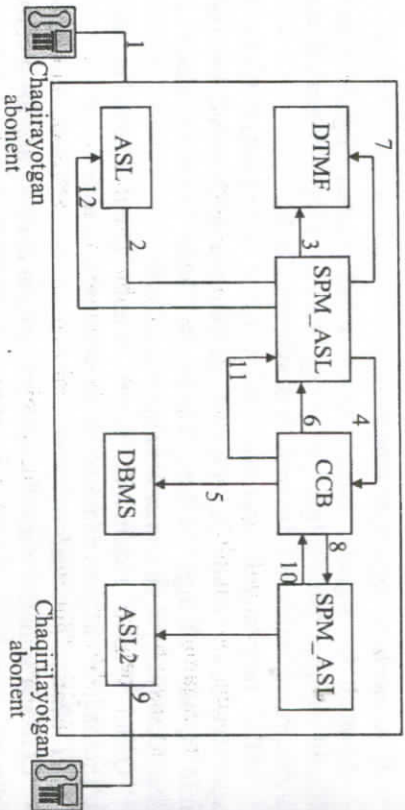 1
Chaqirayotgan
abonent
7
DTMF
3
SPM_ASL
4
ASL
2
12
11
6
CCB
8
10
SPM_ASL
5
DBMS
ASL2
9
Chaqirilayotgan
abonent